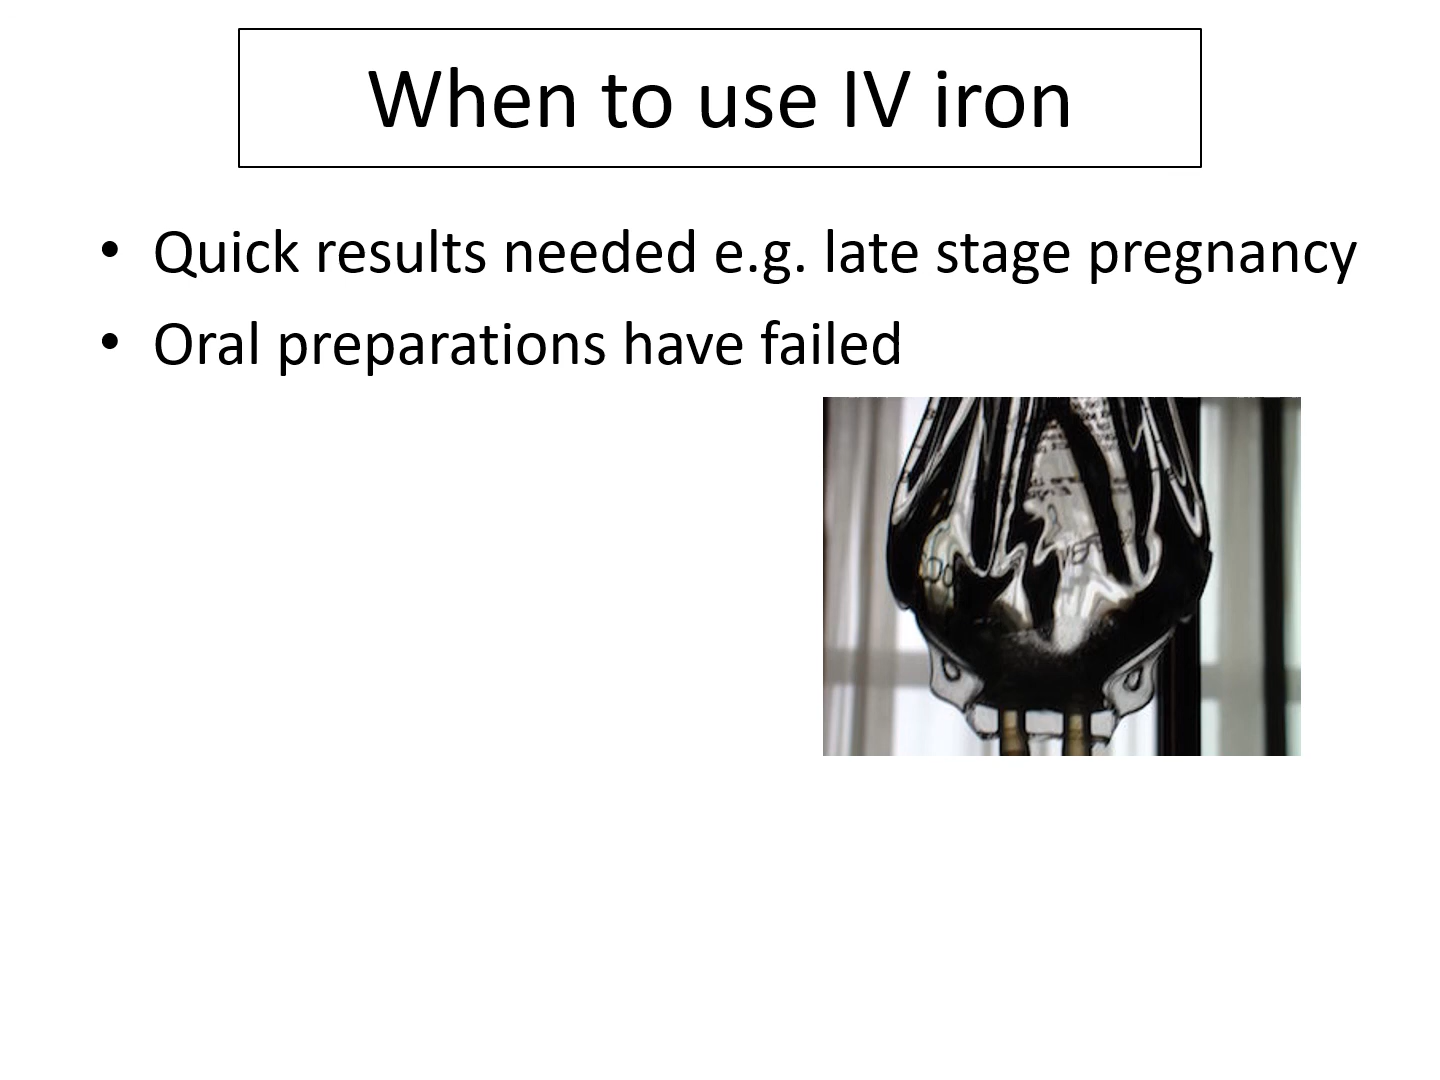 When to use IV iron
• Quick results needed e.g. late stage pregnancy
• Oral preparations have failed